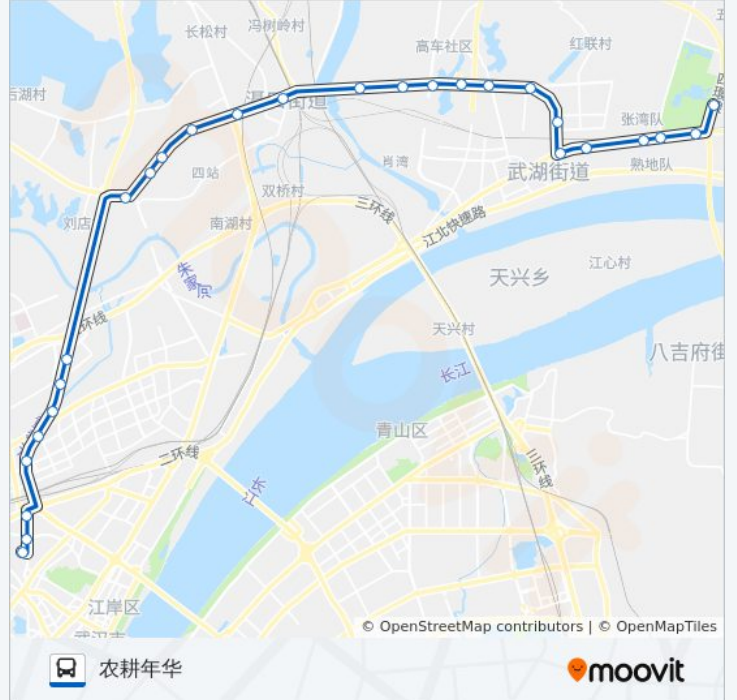 长松村
冯树岭村
高车社区
红联村
五
后湖村
街道
张湾队
四站
肖湾
武湖街道
熟地队
双桥村
三环线
刘店
南湖村
江北快速路
朱家河
天兴乡
江心村
环线
天兴村
八吉府街
长江
青山区
二环线
三环线
长江
江岸区
武汉市
© OpenStreetMap contributors | © OpenMapTiles
农耕年华
moovit